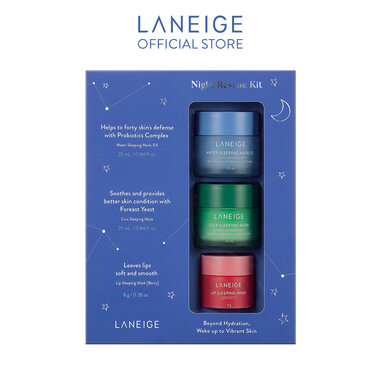 LANEIGE
OFFICIAL STORE
Night Rescue Kit
Helps to forty skin's defense
with Probiotics Complex
Water Sleeping Mask_EX
25 mL / 0.84 fl. oz
LANEIGE
WATER SLEEPING MASK
Soothes and provides
better skin condition with
Foreast Yeast
Cica Sleeping Mask
25 mL / 0.84 fl. oz
LANEIGE
CICA SLEEPING MASK
Leaves lips
soft and smooth
Lip Sleeping Mask (Berry)
8 g / 0.28 oz
LANEIGE
LIP SLEEPING MASK
[BERRY]
LANEIGE
Beyond Hydration,
Wake up to Vibrant Skin